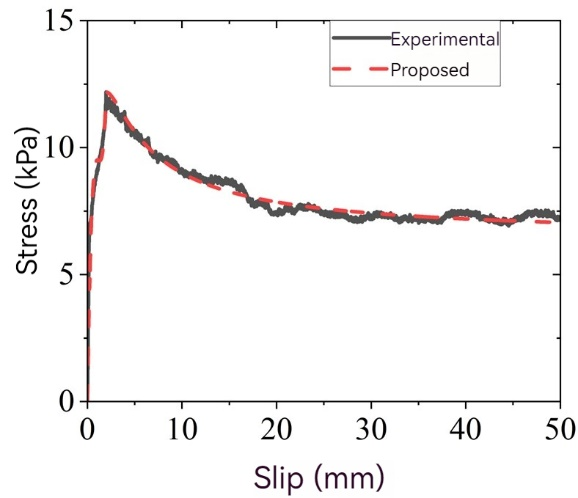 15
Experimental
Proposed
10
Stress (kPa)
5
0
0 10 20 30 40 50
Slip (mm)